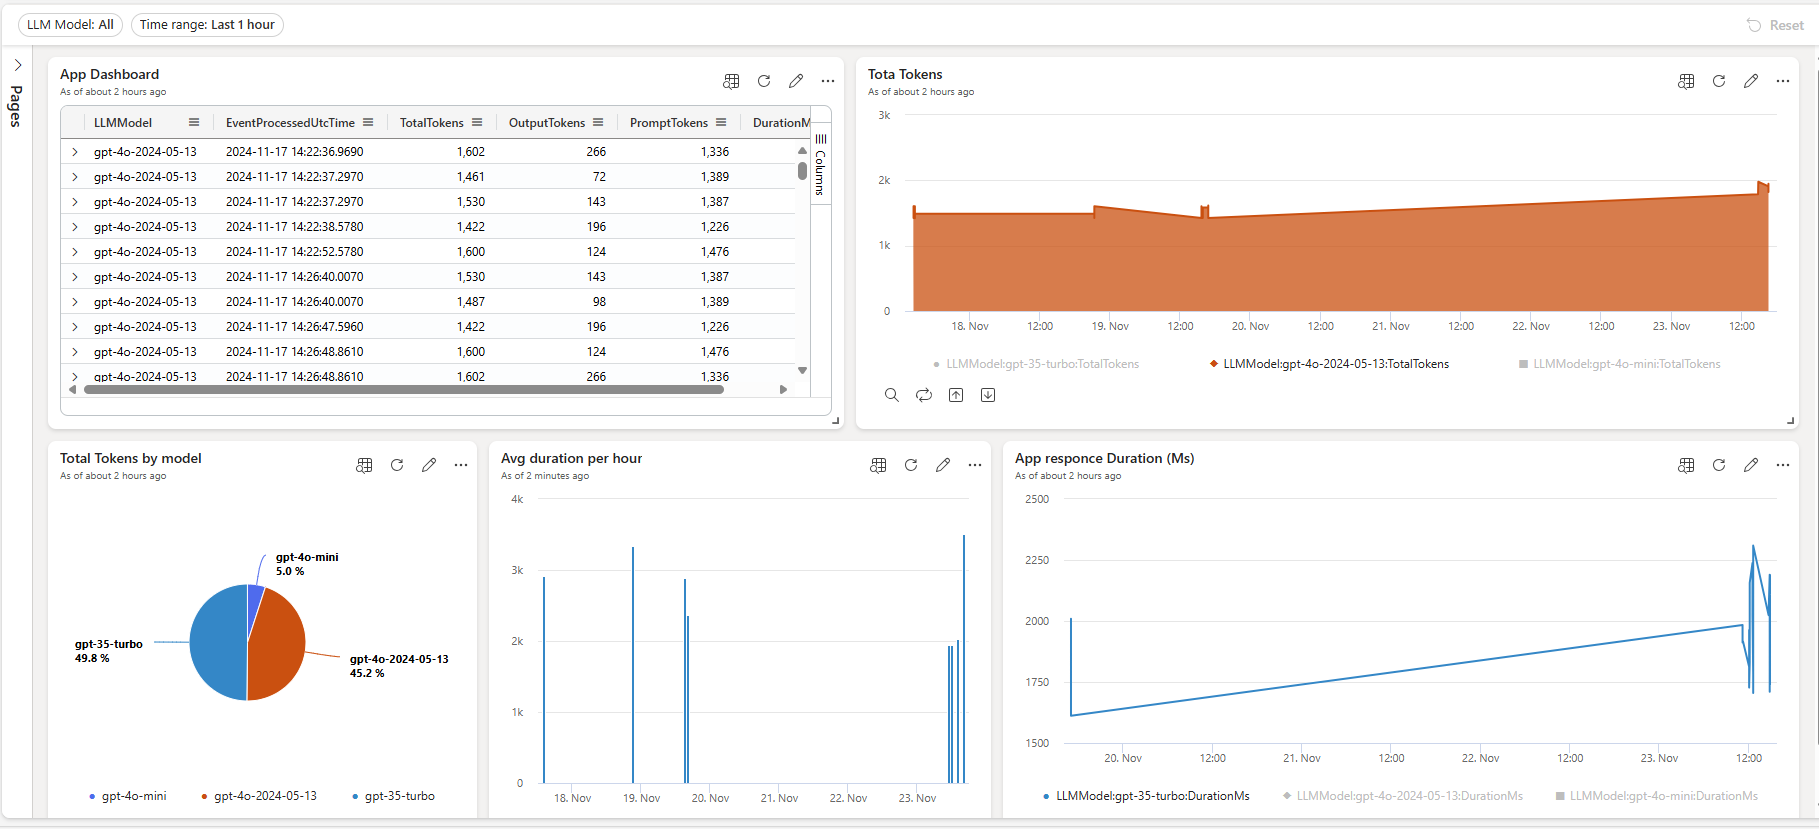 LLM Model: All
Time range: Last 1 hour
Reset
Pages
App Dashboard
As of about 2 hours ago
LLMModel EventProcessedUtcTime TotalTokens OutputTokens PromptTokens DurationM
gpt-4o-2024-05-13 2024-11-17 14:22:36.9690 1,602 266 1,336
gpt-4o-2024-05-13 2024-11-17 14:22:37.2970 1,461 72 1,389
gpt-4o-2024-05-13 2024-11-17 14:22:37.2970 1,530 143 1,387
gpt-4o-2024-05-13 2024-11-17 14:22:38.5780 1,422 196 1,226
gpt-4o-2024-05-13 2024-11-17 14:22:52.5780 1,600 124 1,476
gpt-4o-2024-05-13 2024-11-17 14:26:40.0070 1,530 143 1,387
gpt-4o-2024-05-13 2024-11-17 14:26:40.0070 1,487 98 1,389
gpt-4o-2024-05-13 2024-11-17 14:26:47.5960 1,422 196 1,226
gpt-4o-2024-05-13 2024-11-17 14:26:48.8610 1,600 124 1,476
gpt-4o-2024-05-13 2024-11-17 14:26:48.8610 1,602 266 1,336
Columns
Tota Tokens
As of about 2 hours ago
3k
2k
1k
0
18. Nov 12:00 19. Nov 12:00 20. Nov 12:00 21. Nov 12:00 22. Nov 12:00 23. Nov 12:00
LLMModel:gpt-35-turbo:TotalTokens LLMModel:gpt-4o-2024-05-13:TotalTokens LLMModel:gpt-4o-mini:TotalTokens
Total Tokens by model
As of about 2 hours ago
gpt-4o-mini
5.0 %
gpt-35-turbo
49.8 %
gpt-4o-2024-05-13
45.2 %
gpt-4o-mini gpt-4o-2024-05-13 gpt-35-turbo
Avg duration per hour
As of 2 minutes ago
4k
3k
2k
1k
0
18. Nov 19. Nov 20. Nov 21. Nov 22. Nov 23. Nov
App responce Duration (Ms)
As of about 2 hours ago
2500
2250
2000
1750
1500
20. Nov 12:00 21. Nov 12:00 22. Nov 12:00 23. Nov 12:00
LLMModel:gpt-35-turbo:DurationMs LLMModel:gpt-4o-2024-05-13:DurationMs LLMModel:gpt-4o-mini:DurationMs